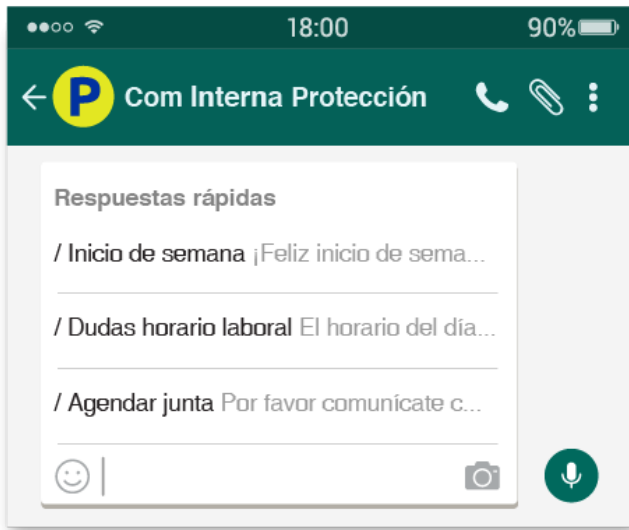 18:00
90%
P Com Interna Protección
Respuestas rápidas
/ Inicio de semana ¡Feliz inicio de sema...
/ Dudas horario laboral El horario del día...
/ Agendar junta Por favor comunícate c...